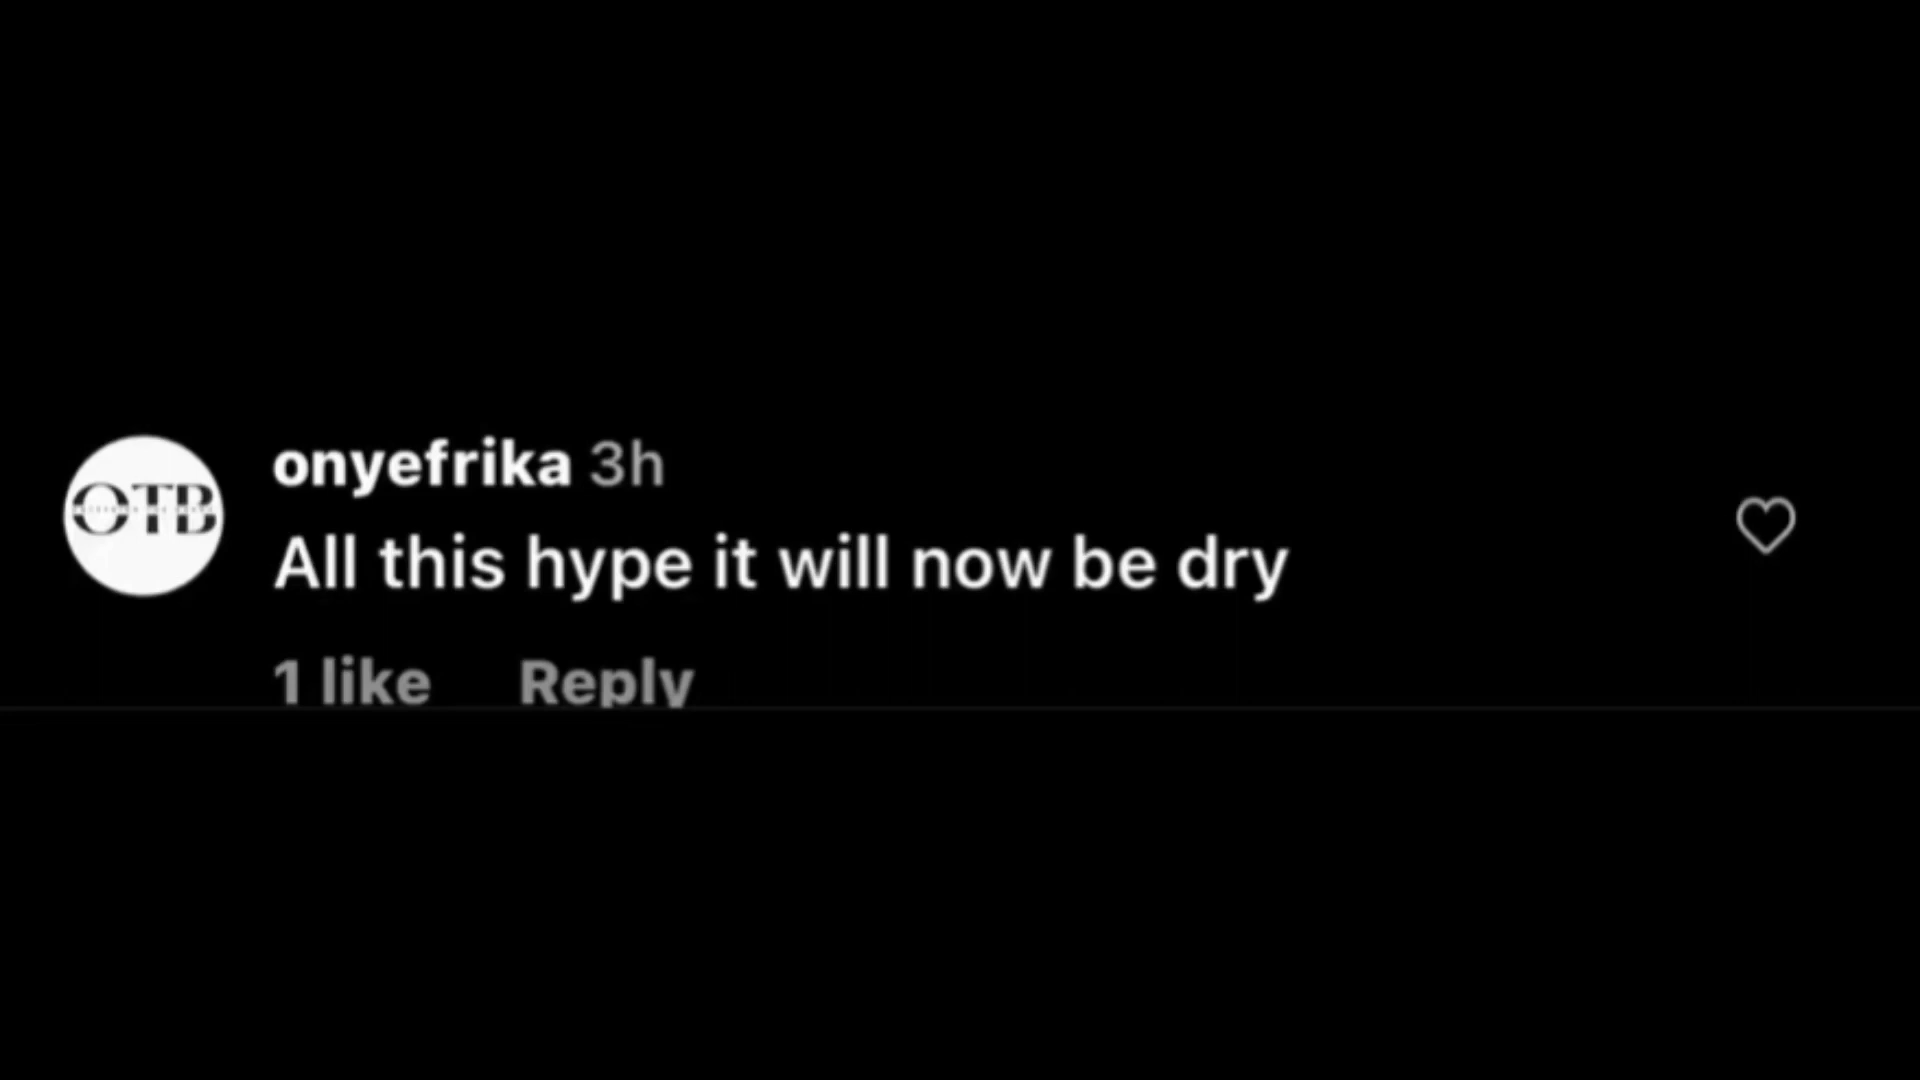 OTB
onyefrika 3h
All this hype it will now be dry
1 like Reply